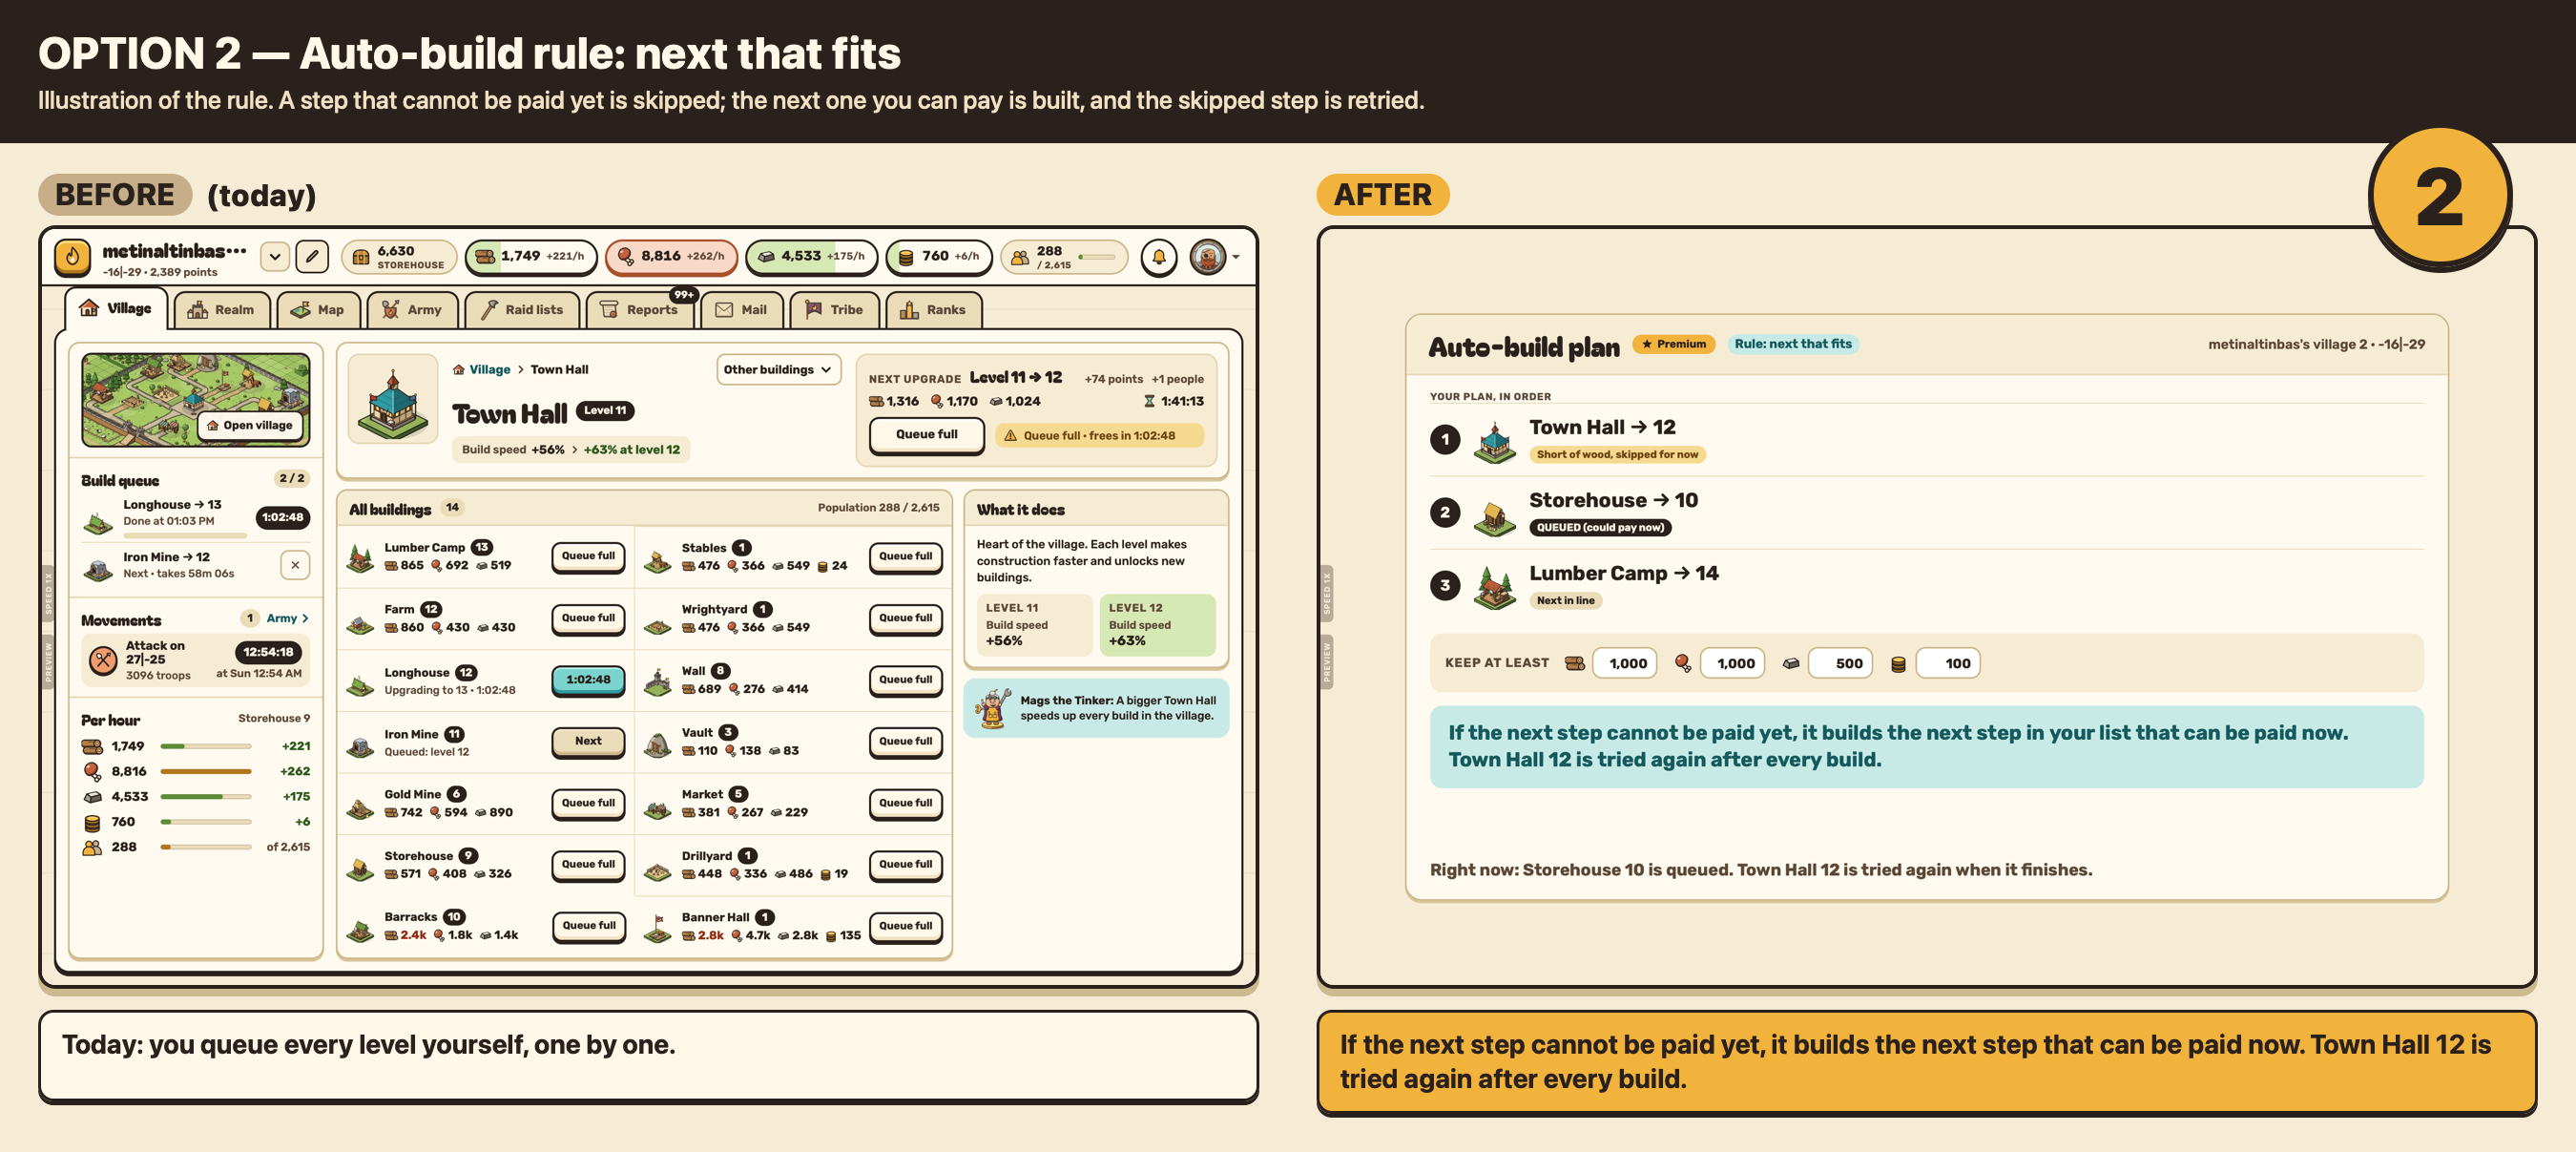 OPTION 2 — Auto-build rule: next that fits
Illustration of the rule. A step that cannot be paid yet is skipped; the next one you can pay is built, and the skipped step is retried.
2
BEFORE (today)
metinaltinbas•••
-16|-29 • 2,389 points
6,630
STOREHOUSE
1,749 +221/h
8,816 +262/h
4,533 +175/h
760 +6/h
288
/ 2,615
Village
Realm
Map
Army
Raid lists
Reports
99+
Mail
Tribe
Ranks
Open village
Build queue 2 / 2
Longhouse → 13
Done at 01:03 PM
1:02:48
Iron Mine → 12
Next • takes 58m 06s
×
Movements 1 Army >
Attack on
27|-25
3096 troops
12:54:18
at Sun 12:54 AM
Per hour Storehouse 9
1,749 +221
8,816 +262
4,533 +175
760 +6
288 of 2,615
Village > Town Hall
Other buildings
Town Hall Level 11
Build speed +56% > +63% at level 12
NEXT UPGRADE Level 11 → 12 +74 points +1 people
1,316 1,170 1,024 1:41:13
Queue full
Queue full • frees in 1:02:48
All buildings 14 Population 288 / 2,615
Lumber Camp 13
865 692 519
Queue full
Stables 1
476 366 549 24
Queue full
Farm 12
860 430 430
Queue full
Wrightyard 1
476 366 549
Queue full
Longhouse 12
Upgrading to 13 • 1:02:48
1:02:48
Wall 8
689 276 414
Queue full
Iron Mine 11
Queued: level 12
Next
Vault 3
110 138 83
Queue full
Gold Mine 6
742 594 890
Queue full
Market 5
381 267 229
Queue full
Storehouse 9
571 408 326
Queue full
Drillyard 1
448 336 486 19
Queue full
Barracks 10
2.4k 1.8k 1.4k
Queue full
Banner Hall 1
2.8k 4.7k 2.8k 135
Queue full
What it does
Heart of the village. Each level makes
construction faster and unlocks new
buildings.
LEVEL 11
Build speed
+56%
LEVEL 12
Build speed
+63%
Mags the Tinker: A bigger Town Hall
speeds up every build in the village.
SPEED 1X
PREVIEW
Today: you queue every level yourself, one by one.
AFTER
Auto-build plan ★ Premium Rule: next that fits metinaltinbas's village 2 • -16|-29
YOUR PLAN, IN ORDER
1
Town Hall → 12
Short of wood, skipped for now
2
Storehouse → 10
QUEUED (could pay now)
3
Lumber Camp → 14
Next in line
KEEP AT LEAST 1,000 1,000 500 100
If the next step cannot be paid yet, it builds the next step in your list that can be paid now.
Town Hall 12 is tried again after every build.
Right now: Storehouse 10 is queued. Town Hall 12 is tried again when it finishes.
SPEED 1X
PREVIEW
If the next step cannot be paid yet, it builds the next step that can be paid now. Town Hall 12 is
tried again after every build.